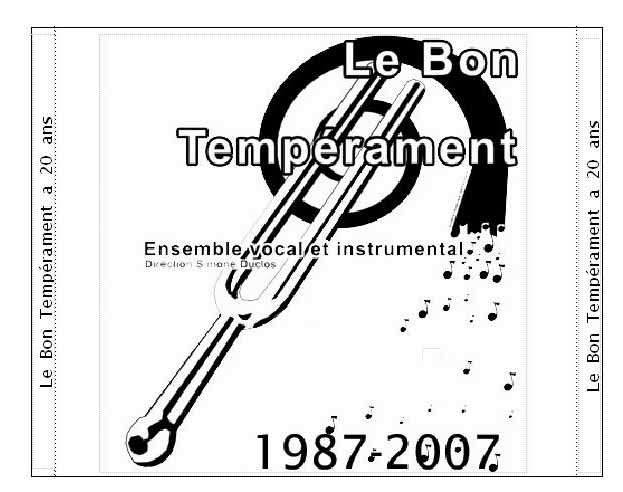 Le Bon
Tempérament
Ensemble vocal et instrumental
Direction Simone Duclos
1987-2007
Le Bon Tempérament a 20 ans
Le Bon Tempérament a 20 ans